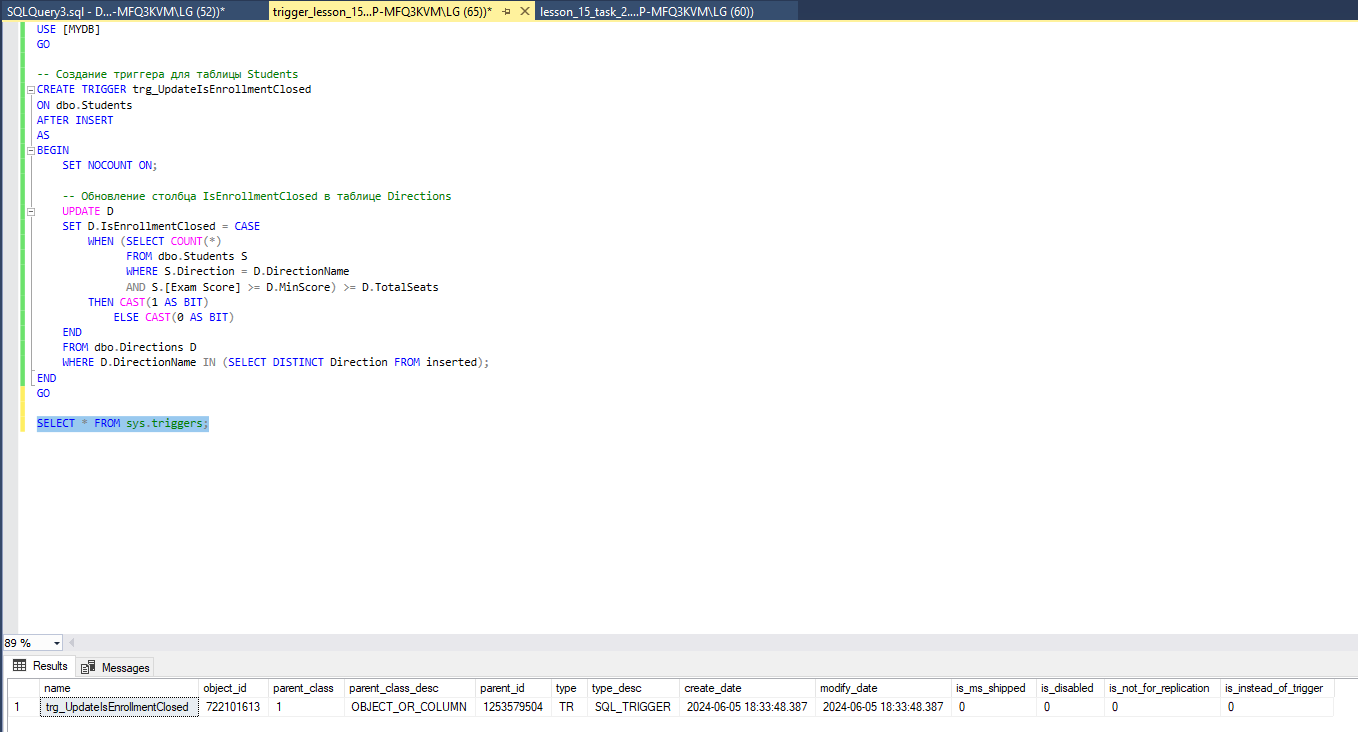 SQLQuery3.sql - D...-MFQ3KVM\LG (52))*
trigger_lesson_15...P-MFQ3KVM\LG (65))*
lesson_15_task_2....P-MFQ3KVM\LG (60))
USE [MYDB]
GO
-- Создание триггера для таблицы Students
CREATE TRIGGER trg_UpdateIsEnrollmentClosed
ON dbo.Students
AFTER INSERT
AS
BEGIN
SET NOCOUNT ON;
-- Обновление столбца IsEnrollmentClosed в таблице Directions
UPDATE D
SET D.IsEnrollmentClosed = CASE
WHEN (SELECT COUNT(*)
FROM dbo.Students S
WHERE S.Direction = D.DirectionName
AND S.[Exam Score] >= D.MinScore) >= D.TotalSeats
THEN CAST(1 AS BIT)
ELSE CAST(0 AS BIT)
END
FROM dbo.Directions D
WHERE D.DirectionName IN (SELECT DISTINCT Direction FROM inserted);
END
GO
SELECT * FROM sys.triggers;
89 %
Results Messages
name object_id parent_class parent_class_desc parent_id type type_desc create_date modify_date is_ms_shipped is_disabled is_not_for_replication is_instead_of_trigger
1 trg_UpdateIsEnrollmentClosed 722101613 1 OBJECT_OR_COLUMN 1253579504 TR SQL_TRIGGER 2024-06-05 18:33:48.387 2024-06-05 18:33:48.387 0 0 0 0